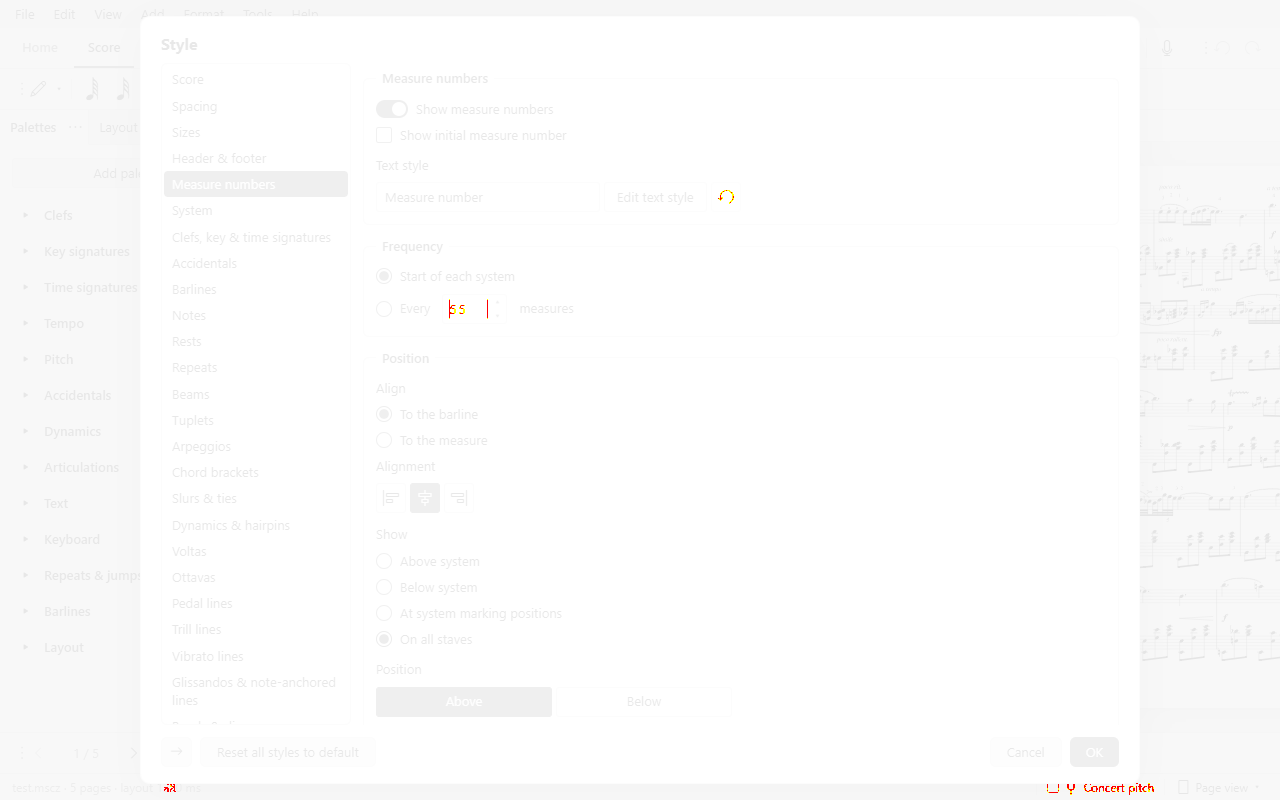 File Edit View Add Format Tools Help
Home Score
Palettes Layout
Clefs
Key signatures
Time signatures
Tempo
Pitch
Accidentals
Dynamics
Articulations
Text
Keyboard
Repeats & jumps
Barlines
Layout
1 / 5
Style
Score
Spacing
Sizes
Header & footer
Measure numbers
System
Clefs, key & time signatures
Accidentals
Barlines
Notes
Rests
Repeats
Beams
Tuplets
Arpeggios
Chord brackets
Slurs & ties
Dynamics & hairpins
Voltas
Ottavas
Pedal lines
Trill lines
Vibrato lines
Glissandos & note-anchored
lines
Measure numbers
Show measure numbers
Show initial measure number
Text style
Measure number Edit text style
Frequency
Start of each system
Every measures
Position
Align
To the barline
To the measure
Alignment
Show
Above system
Below system
At system marking positions
On all staves
Position
Above Below
→ Reset all styles to default Cancel OK
test.mscz · 5 pages · layout ms Concert pitch Page view